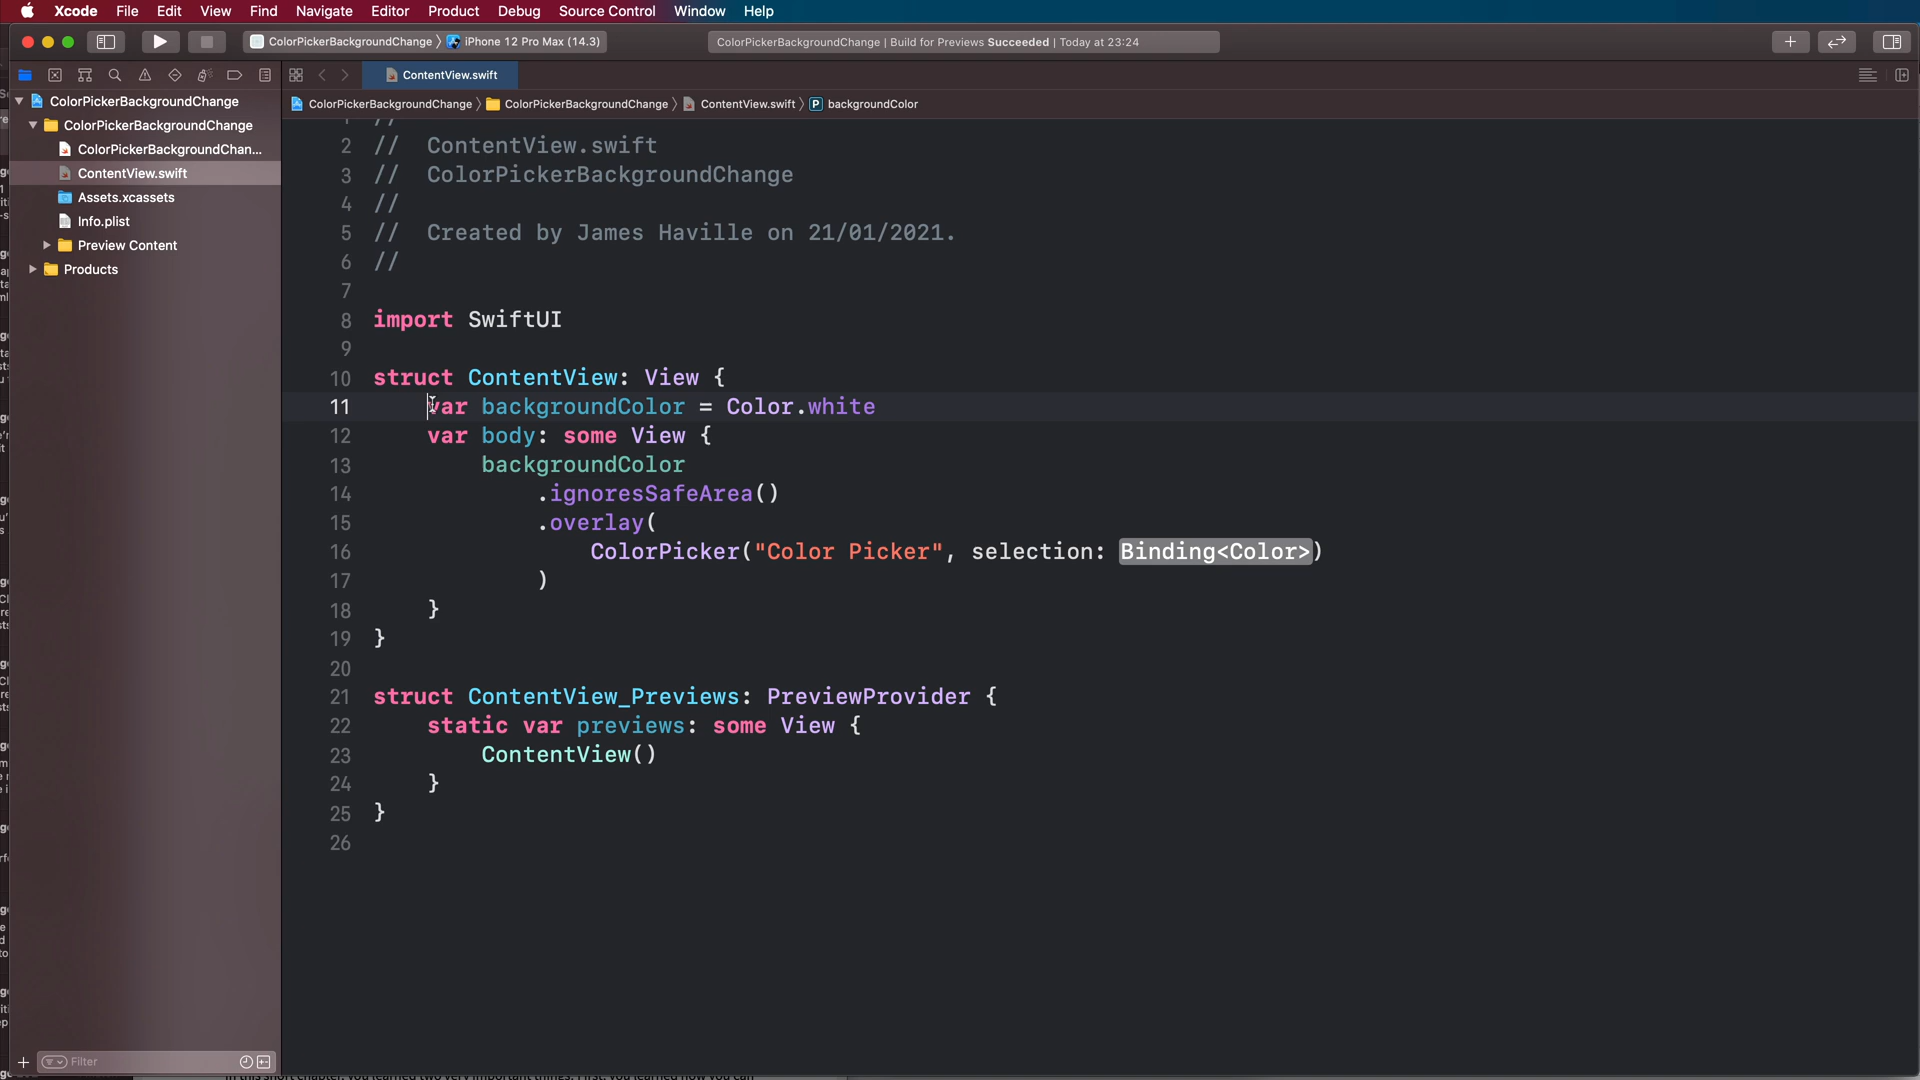 Xcode File Edit View Find Navigate Editor Product Debug Source Control Window Help
ColorPickerBackgroundChange 〉 iPhone 12 Pro Max (14.3)
ColorPickerBackgroundChange | Build for Previews Succeeded | Today at 23:24
ContentView.swift
ColorPickerBackgroundChange 〉 ColorPickerBackgroundChange 〉 ContentView.swift 〉 P backgroundColor
ColorPickerBackgroundChange
ColorPickerBackgroundChange
ColorPickerBackgroundChan...
ContentView.swift
Assets.xcassets
Info.plist
Preview Content
Products
1 //
2 //  ContentView.swift
3 //  ColorPickerBackgroundChange
4 //
5 //  Created by James Haville on 21/01/2021.
6 //
7
8 import SwiftUI
9
10 struct ContentView: View {
11     var backgroundColor = Color.white
12     var body: some View {
13         backgroundColor
14             .ignoresSafeArea()
15             .overlay(
16                 ColorPicker("Color Picker", selection: Binding<Color>)
17             )
18     }
19 }
20
21 struct ContentView_Previews: PreviewProvider {
22     static var previews: some View {
23         ContentView()
24     }
25 }
26
Filter